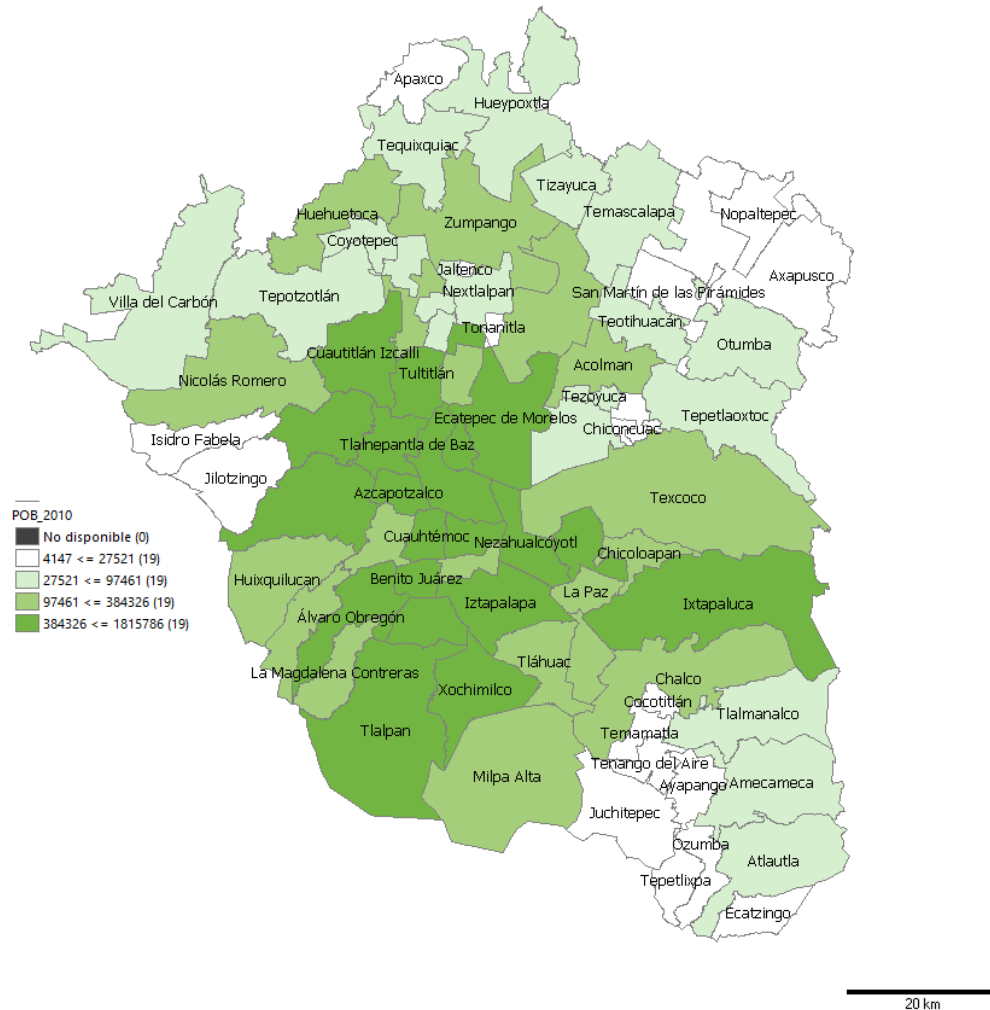 Apaxco
Hueypoxtla
Tequixquiac
Tizayuca
Temascalapa
Nopaltepec
Huehuetoca
Zumpango
Coyotepec
Jaltenco
Axapusco
Nextlalpan
San Martín de las Pirámides
Villa del Carbón
Tepotzotlán
Teotihuacán
Tonanitla
Otumba
Cuautitlán Izcalli
Acolman
Tultitlán
Nicolás Romero
Tezoyuca
Ecatepec de Morelos
Tepetlaoxtoc
Chiconcuac
Isidro Fabela
Tlalnepantla de Baz
Jilotzingo
Azcapotzalco
Texcoco
POB_2010
No disponible (0)
4147 <= 27521 (19)
27521 <= 97461 (19)
97461 <= 384326 (19)
384326 <= 1815786 (19)
Cuauhtémoc
Nezahualcoyotl
Chicoloapan
Huixquilucan
Benito Juárez
La Paz
Iztapalapa
Ixtapaluca
Álvaro Obregón
Tláhuac
La Magdalena Contreras
Chalco
Xochimilco
Cocotitlán
Tlalmanalco
Tlalpan
Temamatla
Tenango del Aire
Milpa Alta
Ayapango
Amecameca
Juchitepec
Ozumba
Atlautla
Tepetlixpa
Ecatzingo
20 km